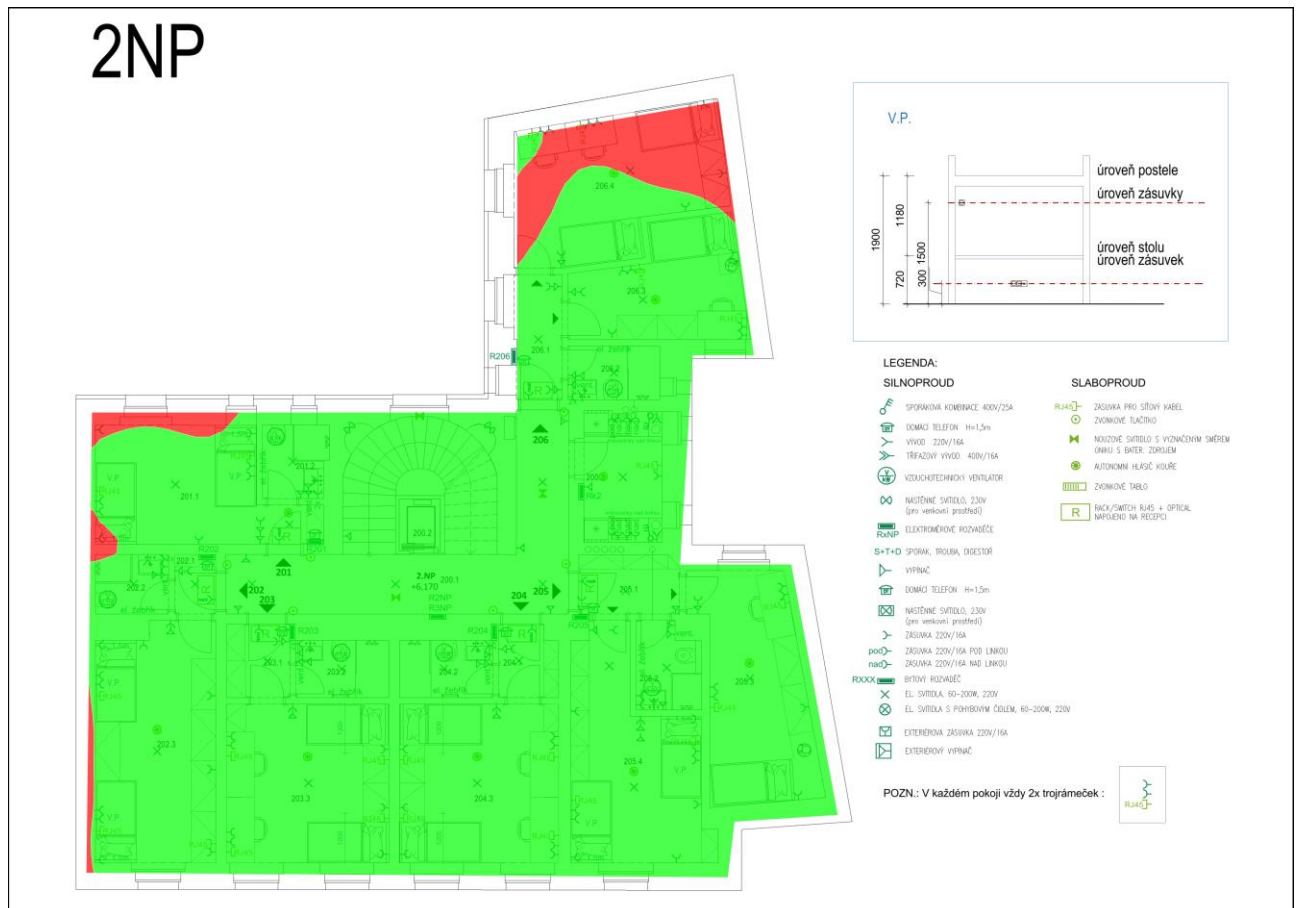 2NP
V.P.
úroveň postele
úroveň zásuvky
úroveň stolu
úroveň zásuvek
1900
1180
720
1500
300
LEGENDA:
SILNOPROUD
SPORÁKOVÁ KOMBINACE 400V/25A
DOMÁCÍ TELEFON H=1,5m
VÝVOD 220V/16A
TŘÍFÁZOVÝ VÝVOD 400V/16A
VZDUCHOTECHNICKÝ VENTILÁTOR
NÁSTĚNNÉ SVÍTIDLO, 230V
(pro venkovní prostředí)
ELEKTROMĚROVÉ ROZVADĚČE
RxNP
S+T+D SPORÁK, TROUBA, DIGESTOŘ
VYPÍNAČ
DOMÁCÍ TELEFON H=1,5m
NÁSTĚNNÉ SVÍTIDLO, 230V
(pro venkovní prostředí)
ZÁSUVKA 220V/16A
pod ZÁSUVKA 220V/16A POD LINKOU
nad ZÁSUVKA 220V/16A NAD LINKOU
RXXX BYTOVÝ ROZVADĚČ
EL. SVÍTIDLA, 60-200W, 220V
EL. SVÍTIDLA S POHYBOVÝM ČIDLEM, 60-200W, 220V
EXTERIÉROVÁ ZÁSUVKA 220V/16A
EXTERIÉROVÝ VYPÍNAČ
SLABOPROUD
RJ45 ZÁSUVKA PRO SÍŤOVÝ KABEL
ZVONKOVÉ TLAČÍTKO
NOUZOVÉ SVÍTIDLO S VYZNAČENÍM SMĚREM
ÚNIKU S BATER. ZDROJEM
AUTONOMNÍ HLÁSIČ KOUŘE
ZVONKOVÉ TABLO
R RACK/SWITCH RJ45 + OPTICAL
NAPOJENO NA RECEPCI
POZN.: V každém pokoji vždy 2x trojrámeček :
RJ45
206.4
206.3
R206
206.1
206.2
206
201.1
201.2
200.2
R201
R202
202.1
202.2
201
202
203
2.NP
200.1
+6,170
R2NP
R3NP
204
205
205.1
R203
R204
R205
203.1
203.2
204.2
202.3
203.3
204.3
205.4
V.P.
V.P.
V.P.
V.P.
V.P.